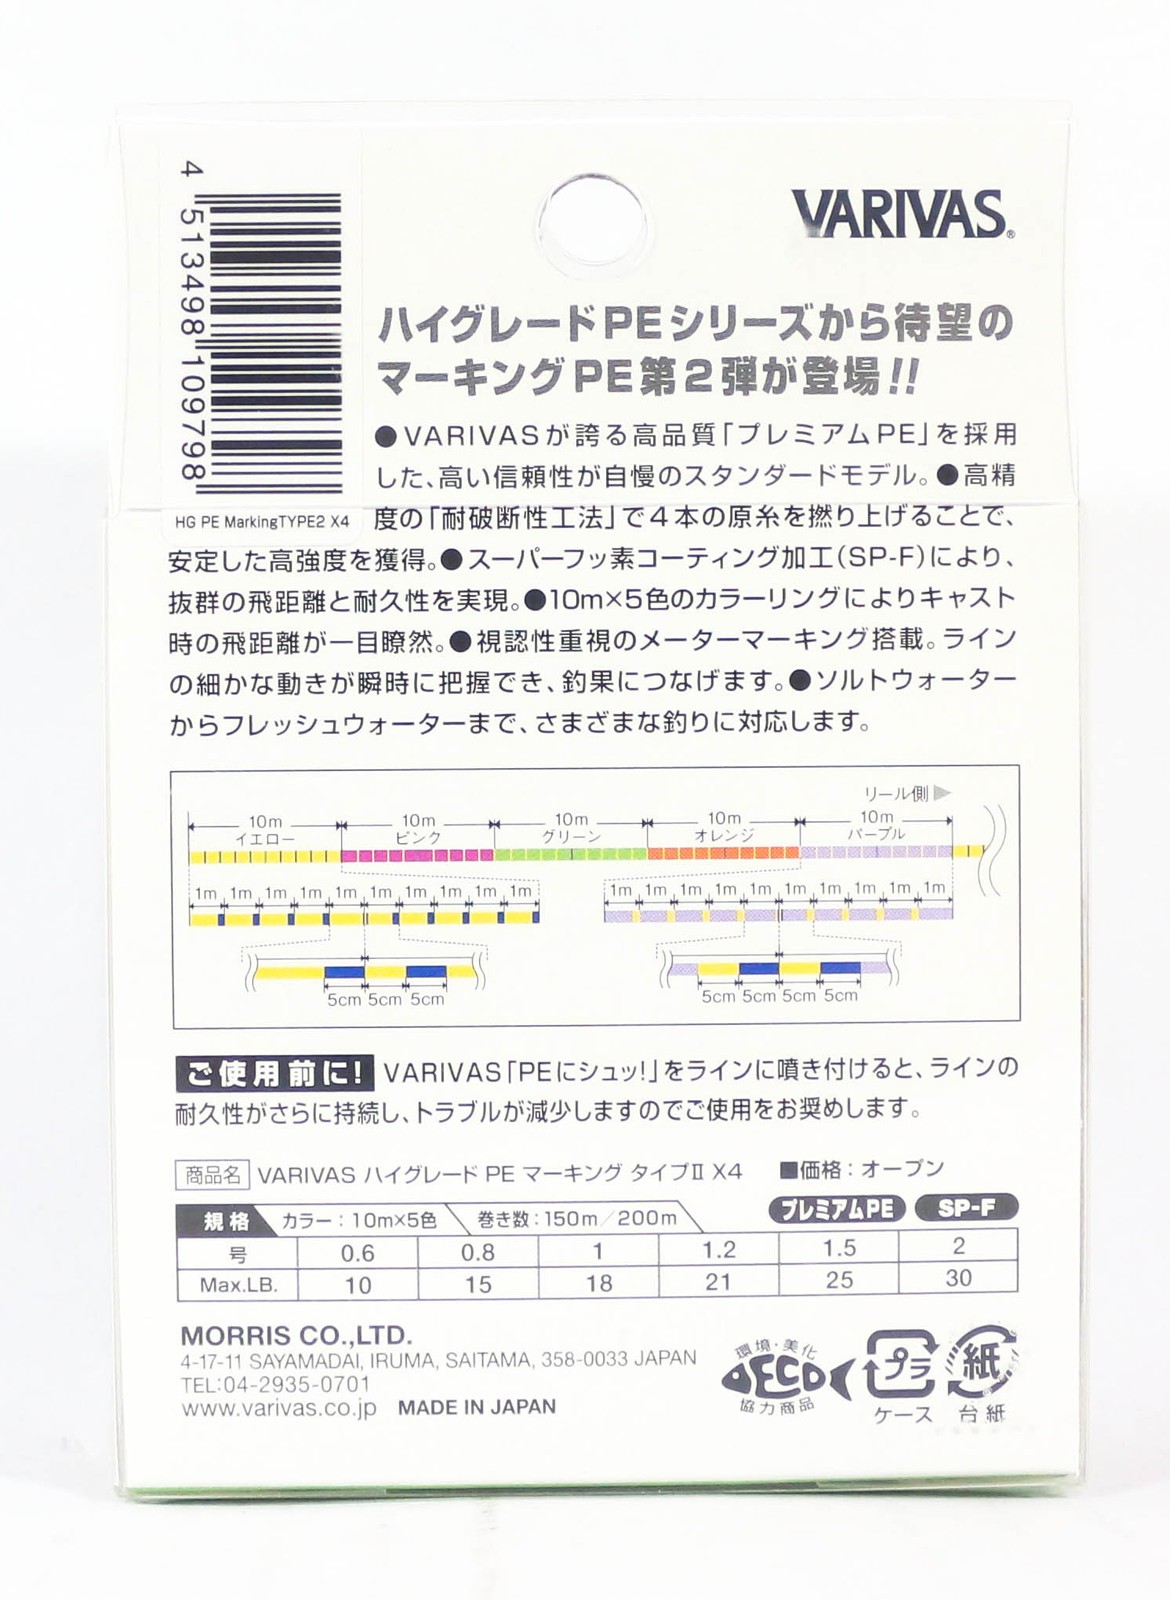 4 513498 109798
HG PE MarkingTYPE2 X4
VARIVAS®
ハイグレードPEシリーズから待望の
マーキングPE第2弾が登場!!
●VARIVASが誇る高品質「プレミアムPE」を採用
した、高い信頼性が自慢のスタンダードモデル。●高精
度の「耐破断性工法」で4本の原糸を撚り上げることで、
安定した高強度を獲得。●スーパーフッ素コーティング加工(SP-F)により、
抜群の飛距離と耐久性を実現。●10m×5色のカラーリングによりキャスト
時の飛距離が一目瞭然。●視認性重視のメーターマーキング搭載。ライン
の細かな動きが瞬時に把握でき、釣果につなげます。●ソルトウォーター
からフレッシュウォーターまで、さまざまな釣りに対応します。
リール側
10m 10m 10m 10m 10m
イエロー ピンク グリーン オレンジ パープル
1m 1m 1m 1m 1m 1m 1m 1m 1m 1m 1m 1m 1m 1m 1m 1m 1m 1m 1m 1m
5cm 5cm 5cm 5cm 5cm 5cm 5cm
ご使用前に! VARIVAS「PEにシュッ!」をラインに噴き付けると、ラインの
耐久性がさらに持続し、トラブルが減少しますのでご使用をお奨めします。
商品名 VARIVAS ハイグレード PE マーキング タイプⅡ X4 ■価格:オープン
規格 カラー:10m×5色 巻き数:150m/200m プレミアムPE SP-F
号 0.6 0.8 1 1.2 1.5 2
Max.LB. 10 15 18 21 25 30
MORRIS CO.,LTD.
4-17-11 SAYAMADAI, IRUMA, SAITAMA, 358-0033 JAPAN
TEL:04-2935-0701
www.varivas.co.jp MADE IN JAPAN
環境・美化
ECO
協力商品
プラ
ケース
紙
台紙